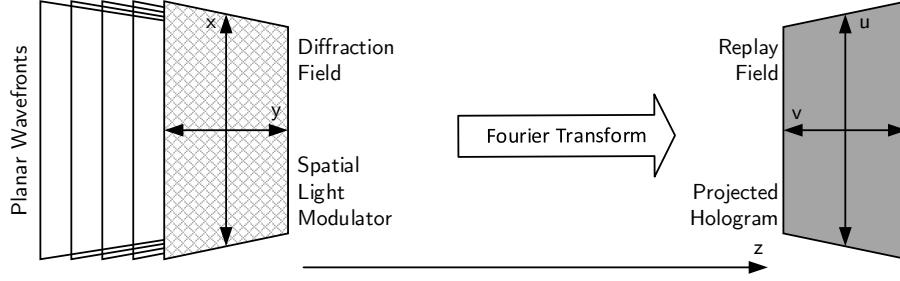 Planar Wavefronts
x
y
Diffraction
Field
Spatial
Light
Modulator
Fourier Transform
z
Replay
Field
Projected
Hologram
u
v